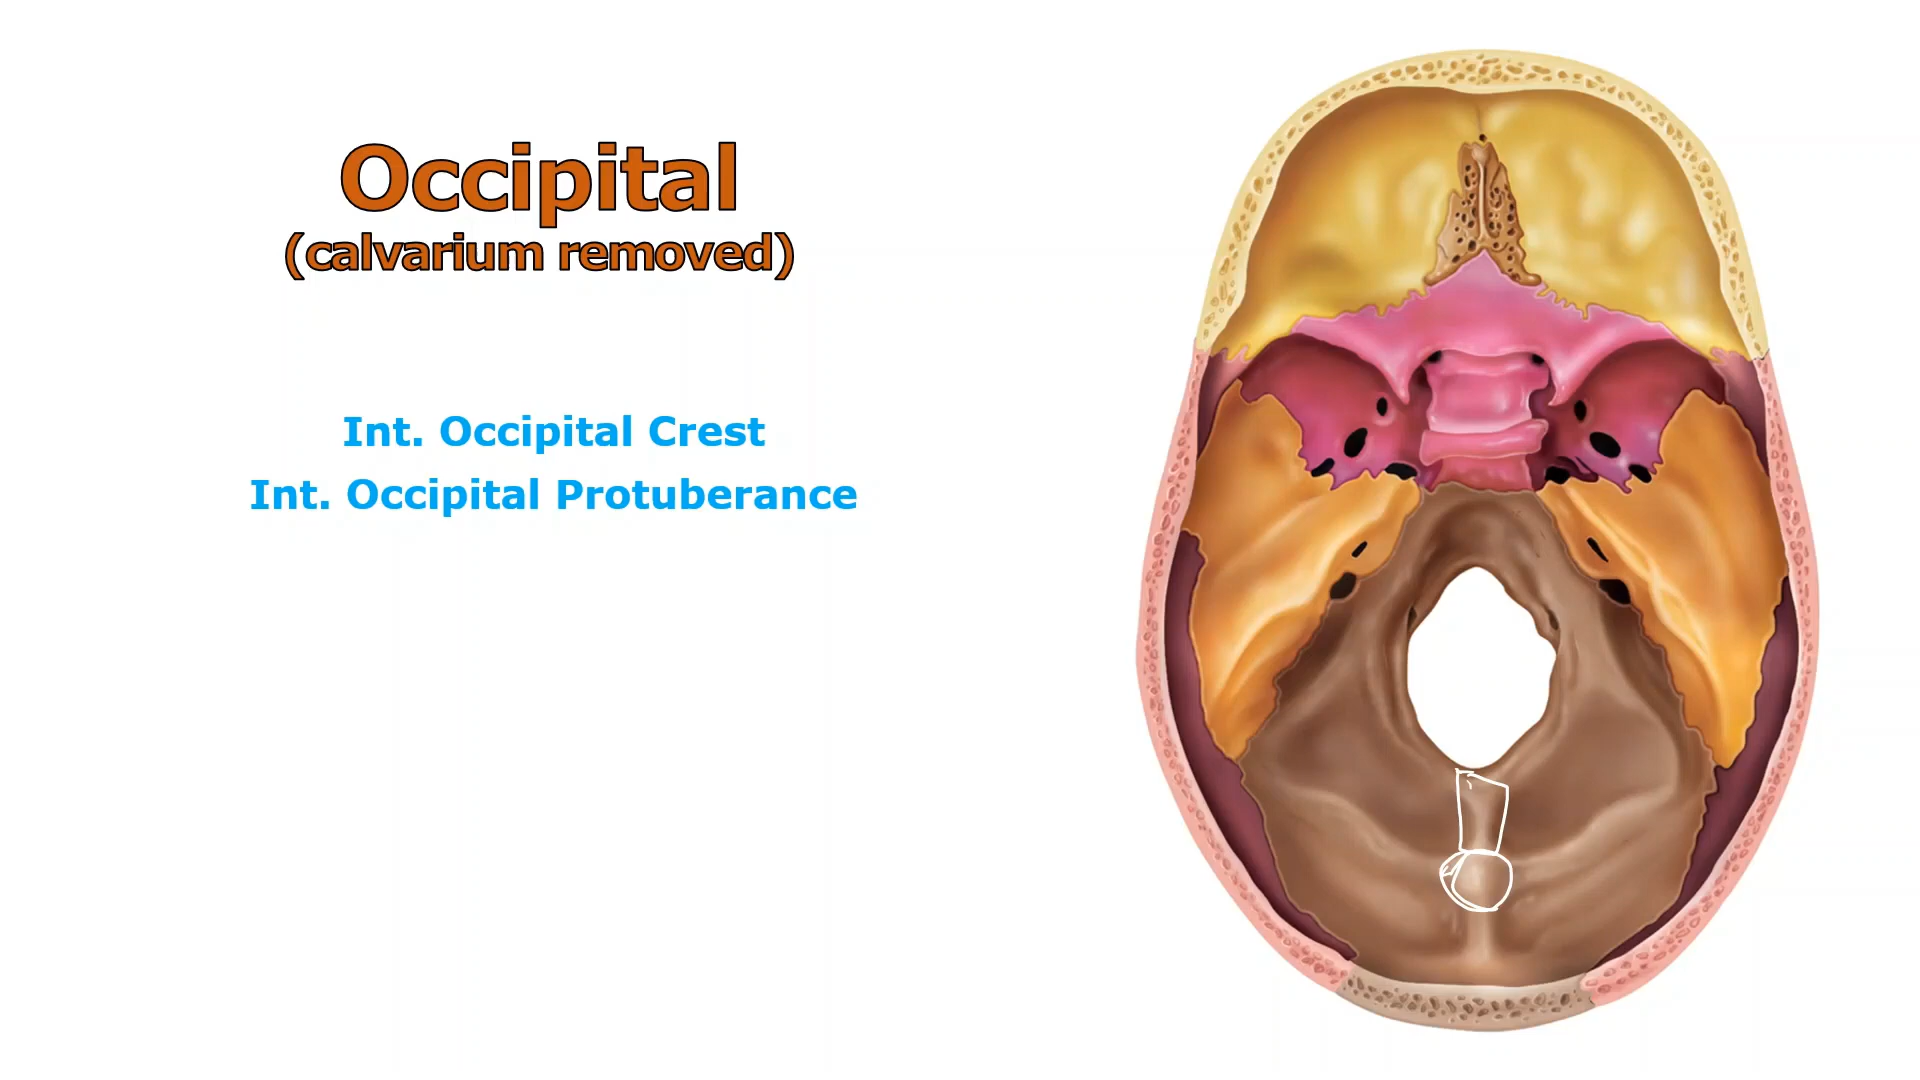 Occipital
(calvarium removed)
Int. Occipital Crest
Int. Occipital Protuberance